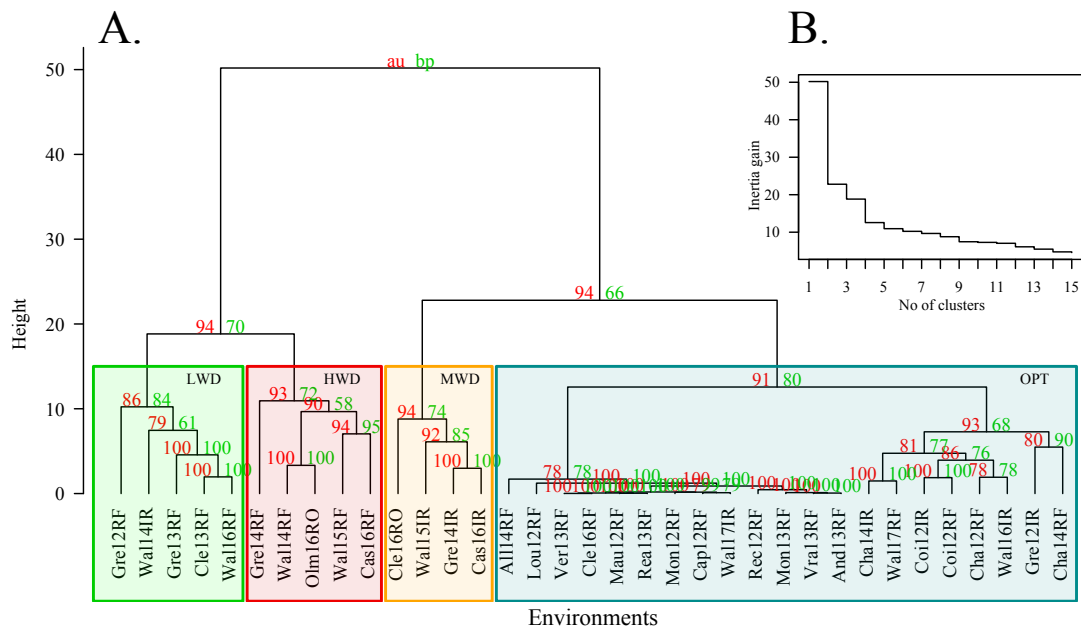 A.
B.
au bp
Height
50
40
30
20
10
0
94 66
94 70
LWD
HWD
MWD
OPT
86 84
79 61
100 100
100 100
93 72
90 58
94 95
100 100
94 74
92 85
100 100
91 80
78 78
93 68
81 77
86 76
80 90
100 100
100 100
78 78
Gre12RF
Wal14IR
Gre13RF
Cle13RF
Wal16RF
Gre14RF
Wal14RF
Olm16RO
Wal15RF
Cas16RF
Cle16RO
Wal15IR
Gre14IR
Cas16IR
All14RF
Lou12RF
Ver13RF
Cle16RF
Mau12RF
Rea13RF
Mon12RF
Cap12RF
Wal17IR
Rec12RF
Mon13RF
Vra13RF
And13RF
Cha14IR
Wal17RF
Coi12IR
Coi12RF
Cha12RF
Wal16IR
Gre12IR
Cha14RF
Environments
Inertia gain
50
40
30
20
10
1 3 5 7 9 11 13 15
No of clusters